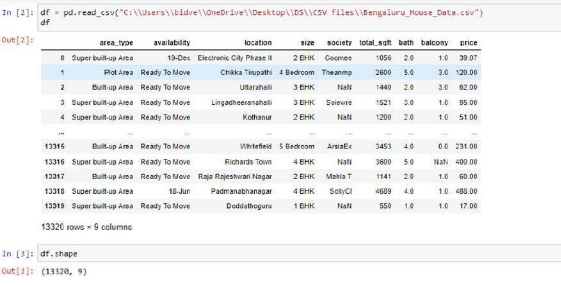 In [2]: df = pd.read_csv("C:\\Users\\bidve\\OneDrive\\Desktop\\DS\\CSV files\\Bengaluru_House_Data.csv")
df
Out[2]:
area_type availability location size society total_sqft bath balcony price
0 Super built-up Area 19-Dec Electronic City Phase II 2 BHK Coomee 1056 2.0 1.0 39.07
1 Plot Area Ready To Move Chikka Tirupathi 4 Bedroom Theanmp 2600 5.0 3.0 120.00
2 Built-up Area Ready To Move Uttarahalli 3 BHK NaN 1440 2.0 3.0 62.00
3 Super built-up Area Ready To Move Lingadheeranahalli 3 BHK Soiewre 1521 3.0 1.0 95.00
4 Super built-up Area Ready To Move Kothanur 2 BHK NaN 1200 2.0 1.0 51.00
... ... ... ... ... ... ... ... ... ...
13315 Built-up Area Ready To Move Whitefield 5 Bedroom ArsiaEx 3453 4.0 0.0 231.00
13316 Super built-up Area Ready To Move Richards Town 4 BHK NaN 3600 5.0 NaN 400.00
13317 Built-up Area Ready To Move Raja Rajeshwari Nagar 2 BHK Mahla T 1141 2.0 1.0 60.00
13318 Super built-up Area 18-Jun Padmanabhanagar 4 BHK SollyCl 4689 4.0 1.0 488.00
13319 Super built-up Area Ready To Move Doddathoguru 1 BHK NaN 550 1.0 1.0 17.00
13320 rows × 9 columns
In [3]: df.shape
Out[3]: (13320, 9)